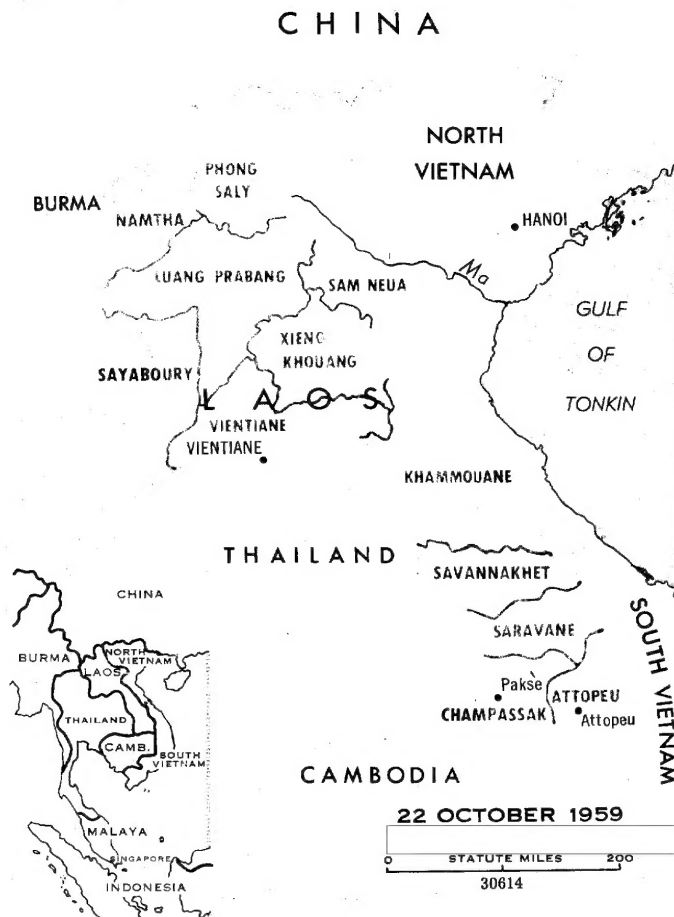 CHINA
NORTH
VIETNAM
PHONG
SALY
BURMA
NAMTHA
HANOI
LUANG PRABANG
SAM NEUA
Ma
GULF
OF
TONKIN
XIENG
KHOUANG
SAYABOURY
LAOS
VIENTIANE
VIENTIANE
KHAMMOUANE
THAILAND
SAVANNAKHET
SARAVANE
SOUTH VIETNAM
Paksè
ATTOPEU
CHAMPASSAK
Attopeu
CAMBODIA
CHINA
BURMA
NORTH
VIETNAM
LAOS
THAILAND
CAMB.
SOUTH
VIETNAM
MALAYA
SINGAPORE
INDONESIA
22 OCTOBER 1959
0 STATUTE MILES 200
30614